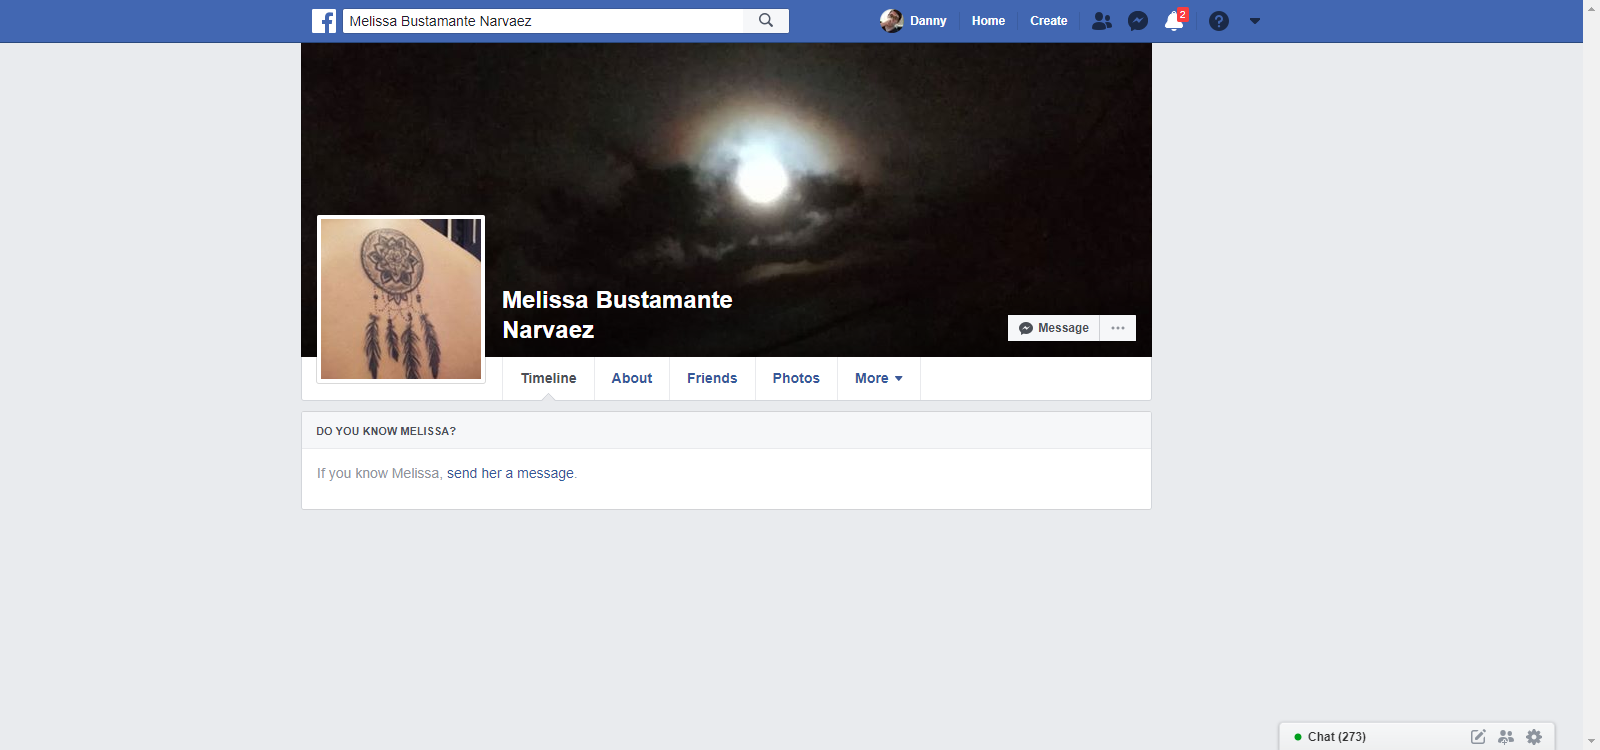 Melissa Bustamante Narvaez
Danny
Home
Create
2
Melissa Bustamante
Narvaez
Message
Timeline
About
Friends
Photos
More
DO YOU KNOW MELISSA?
If you know Melissa, send her a message.
Chat (273)